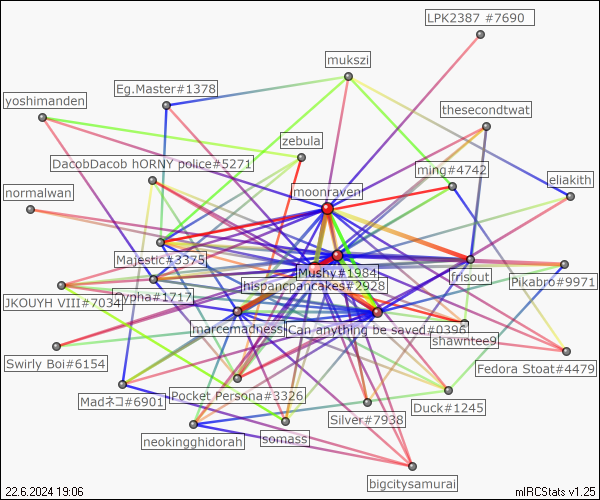 LPK2387 #7690
mukszi
Eg.Master#1378
yoshimanden
thesecondtwat
zebula
DacobDacob hORNY police#5271
ming#4742
eliakith
normalwan
moonraven
Majestic#3375
Mushy#1984
frisout
Pikabro#9971
hispancpancakes#2928
JKOUYH VIII#7034
cypha#1717
marcemadness
Can anything be saved#0396
shawntee9
Swirly Boi#6154
Fedora Stoat#4479
Madネコ#6901
Pocket Persona#3326
Duck#1245
Silver#7938
neokingghidorah
somass
bigcitysamurai
22.6.2024 19:06
mIRCStats v1.25